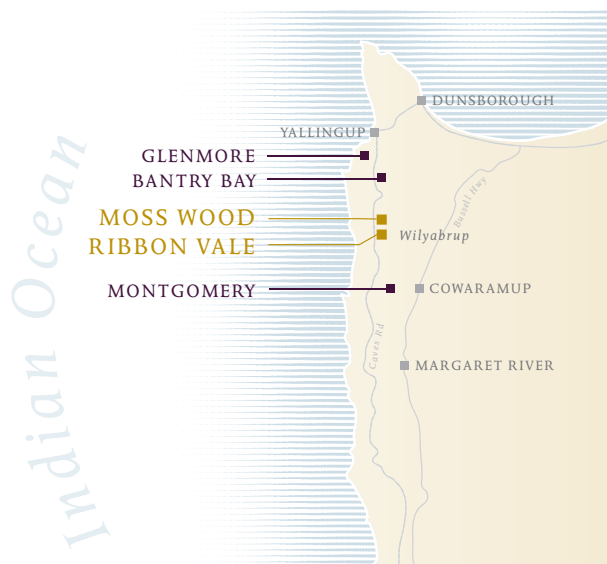 DUNSBOROUGH
YALLINGUP
GLENMORE
BANTRY BAY
MOSS WOOD
RIBBON VALE
Wilyabrup
Bussell Hwy
MONTGOMERY
COWARAMUP
Caves Rd
MARGARET RIVER
Indian Ocean